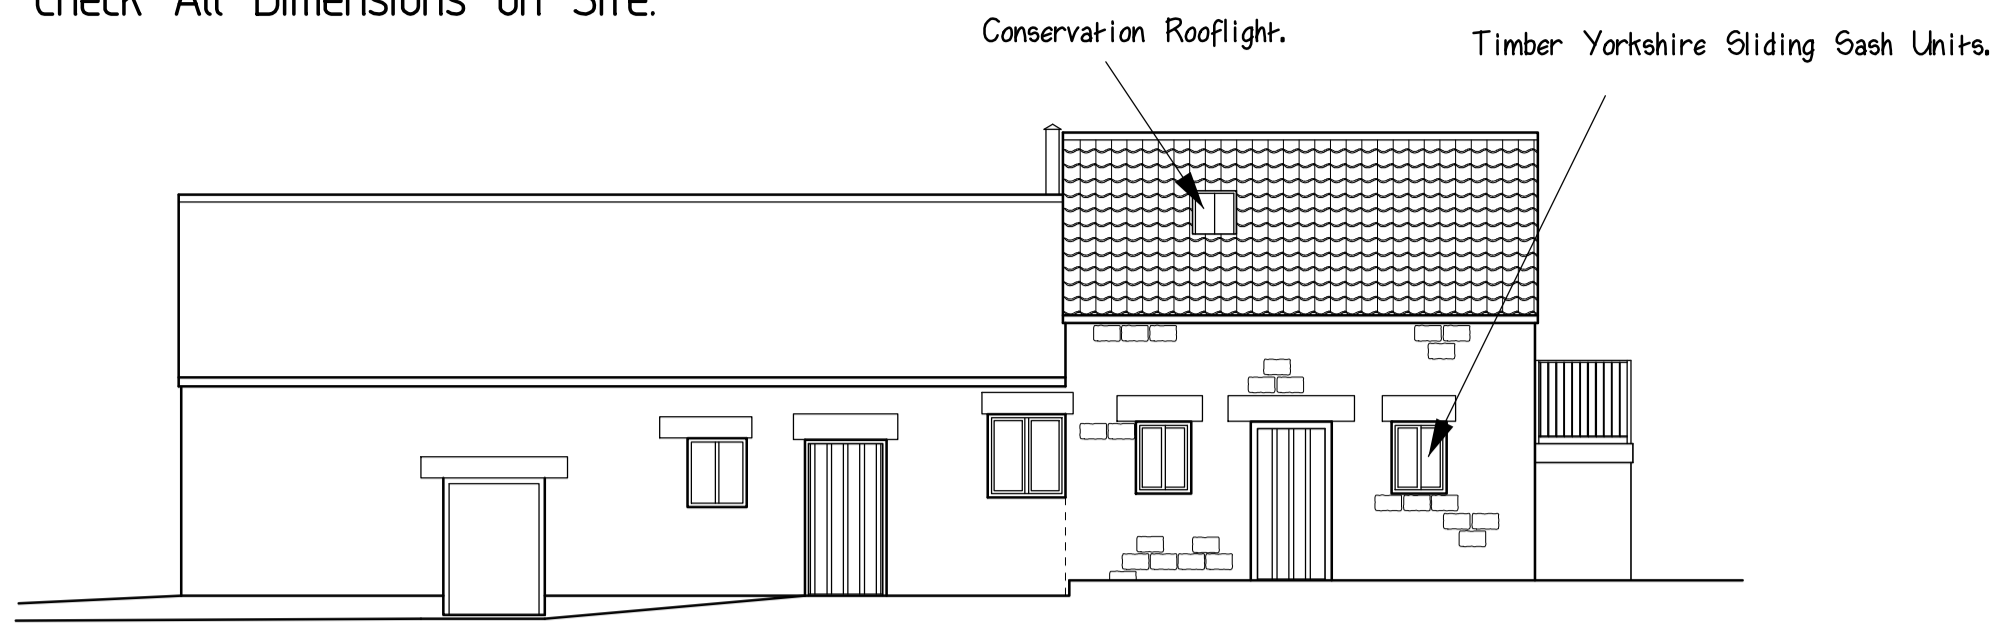 Check All Dimensions on Site.
Conservation Rooflight.
Timber Yorkshire Sliding Sash Units.